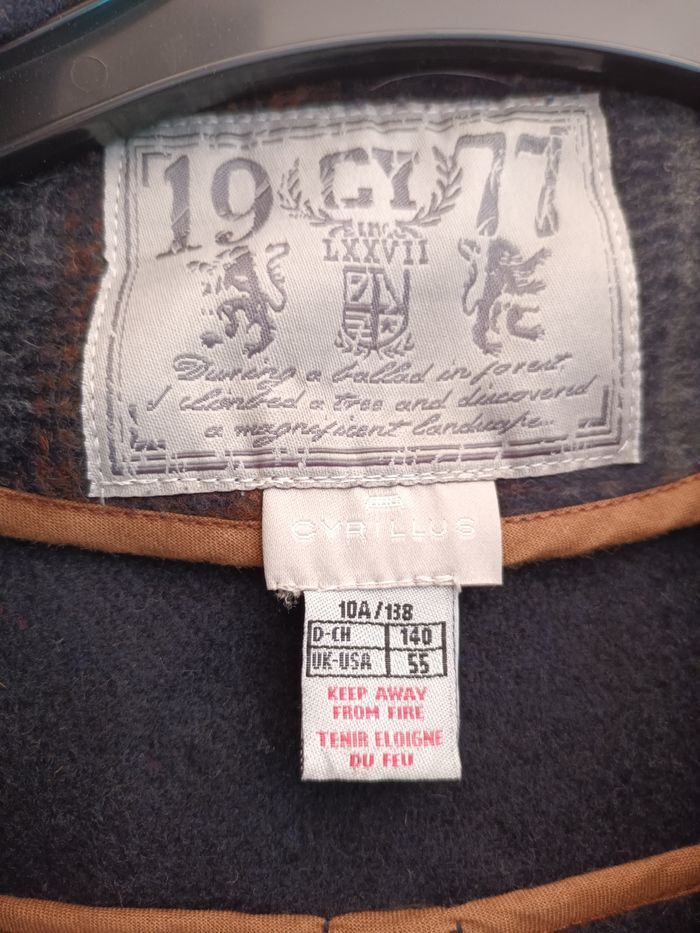 19 CY 77
SINCE
LXXVII
During a ballad in forest
I climbed a tree and discovered
a magnificent landscape...
CYRILLUS
10A/138
D-CH 140
UK-USA 55
KEEP AWAY
FROM FIRE
TENIR ELOIGNE
DU FEU